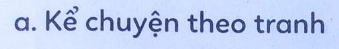 a. Kể chuyện theo tranh